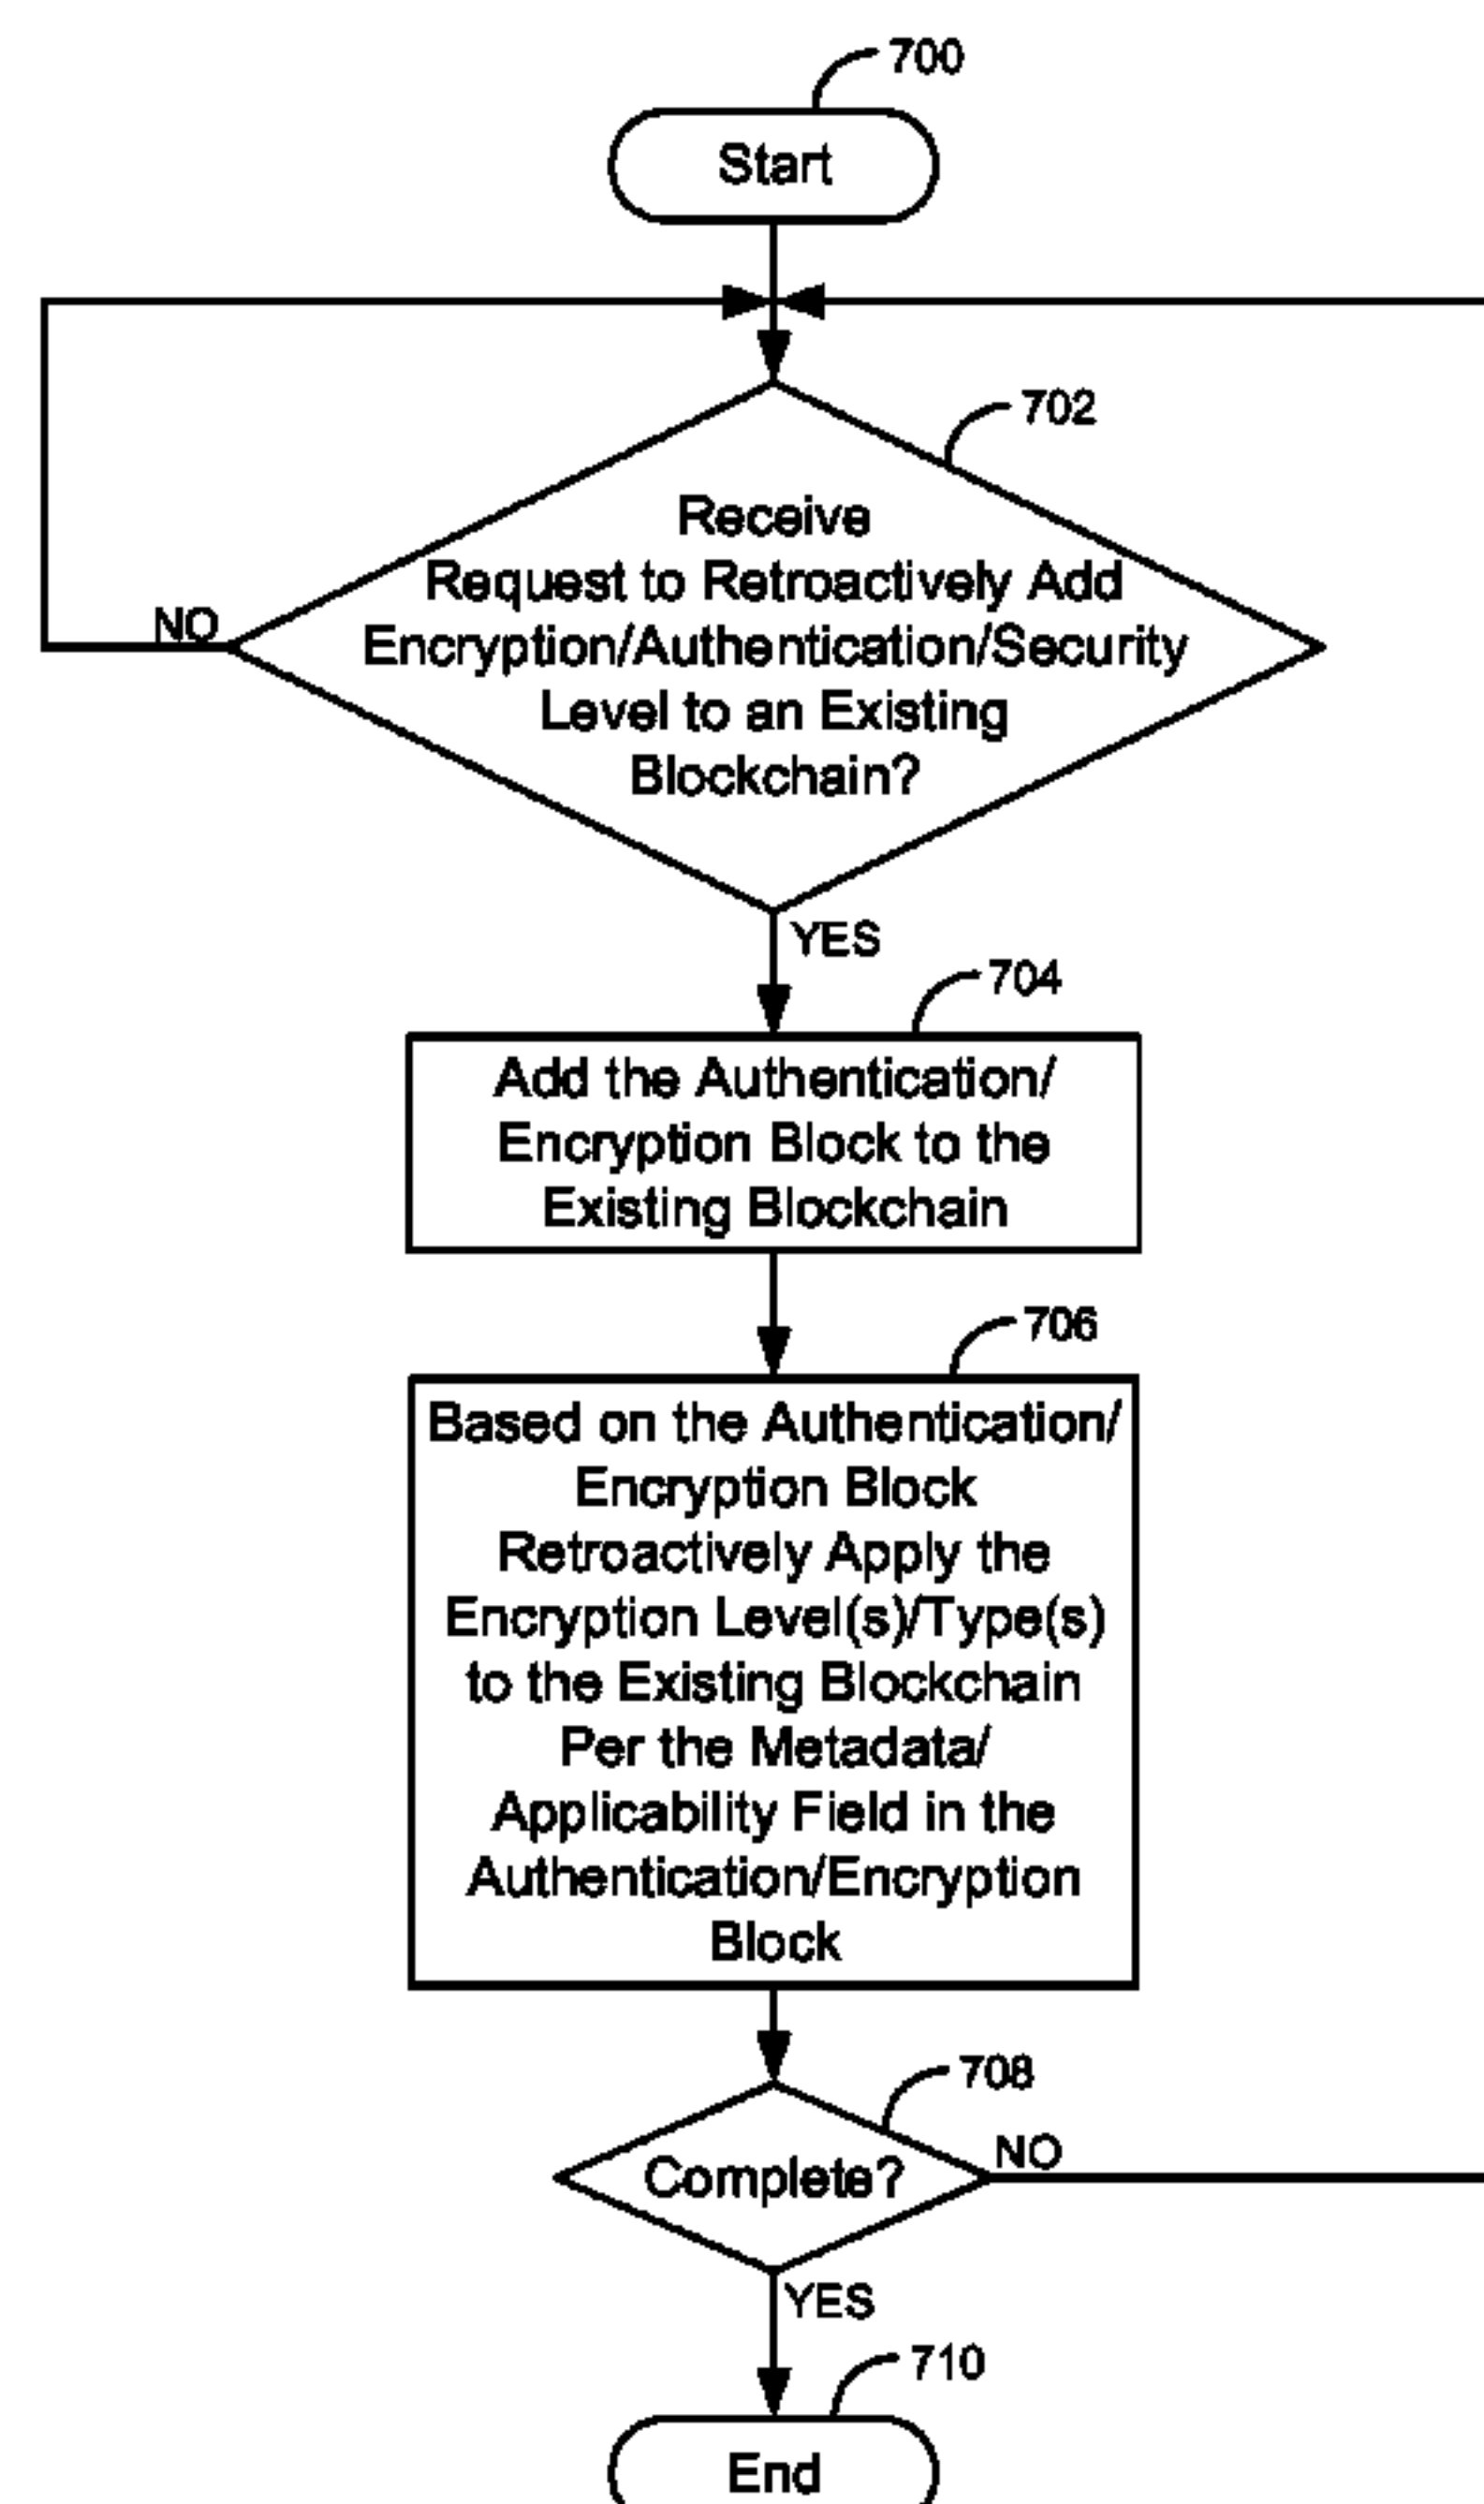 700
Start
702
Receive
Request to Retroactively Add
Encryption/Authentication/Security
Level to an Existing
Blockchain?
NO
YES
704
Add the Authentication/
Encryption Block to the
Existing Blockchain
706
Based on the Authentication/
Encryption Block
Retroactively Apply the
Encryption Level(s)/Type(s)
to the Existing Blockchain
Per the Metadata/
Applicability Field in the
Authentication/Encryption
Block
708
Complete?
NO
YES
710
End